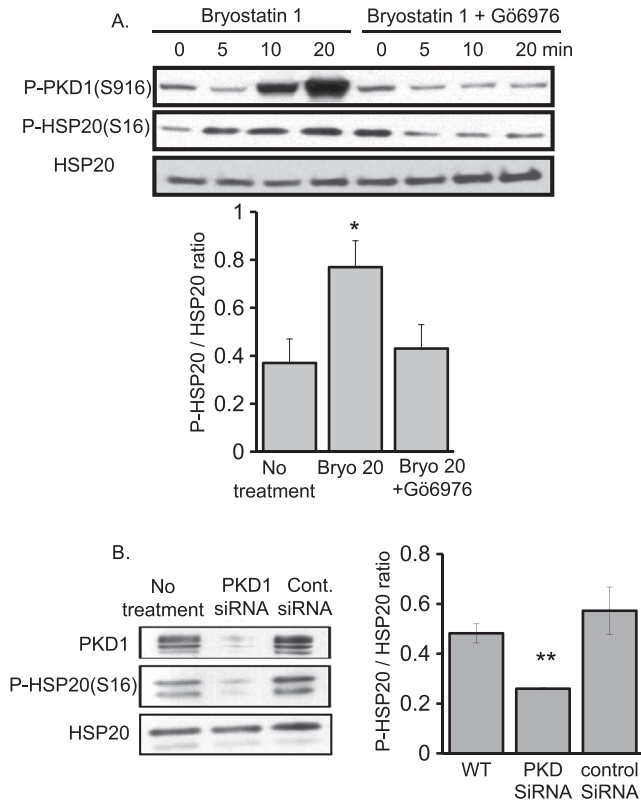 A.
Bryostatin 1
Bryostatin 1 + Gö6976
0 5 10 20 0 5 10 20 min
P-PKD1(S916)
P-HSP20(S16)
HSP20
P-HSP20 / HSP20 ratio
1
0.8
0.6
0.4
0.2
0
*
No
treatment
Bryo 20
Bryo 20
+Gö6976
B.
No
treatment
PKD1
siRNA
Cont.
siRNA
PKD1
P-HSP20(S16)
HSP20
P-HSP20 / HSP20 ratio
0.8
0.6
0.4
0.2
0
**
WT
PKD
SiRNA
control
SiRNA